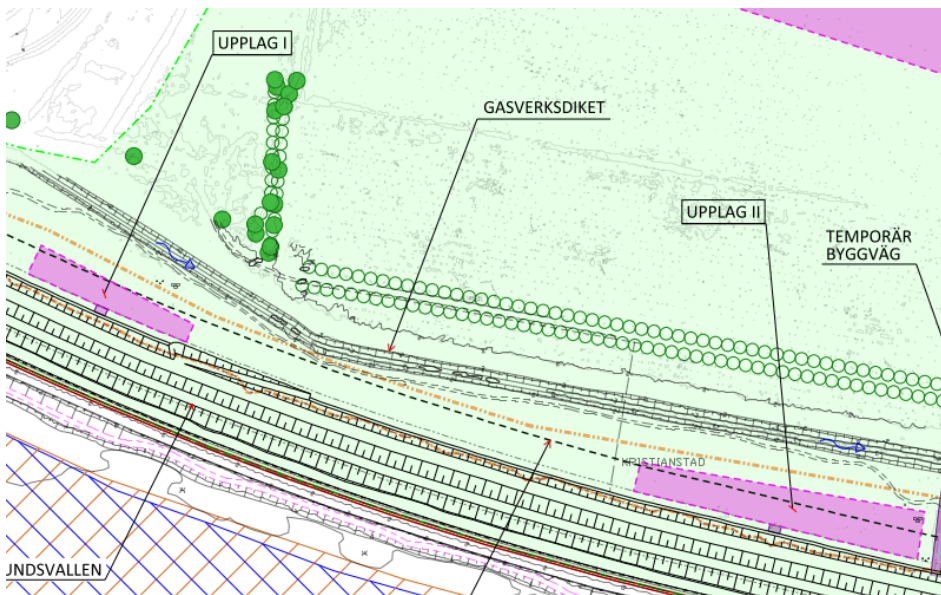 UPPLAG I
GASVERKSDIKET
UPPLAG II
TEMPORÄR
BYGGVÄG
KRISTIANSTAD
UNDSVALLEN